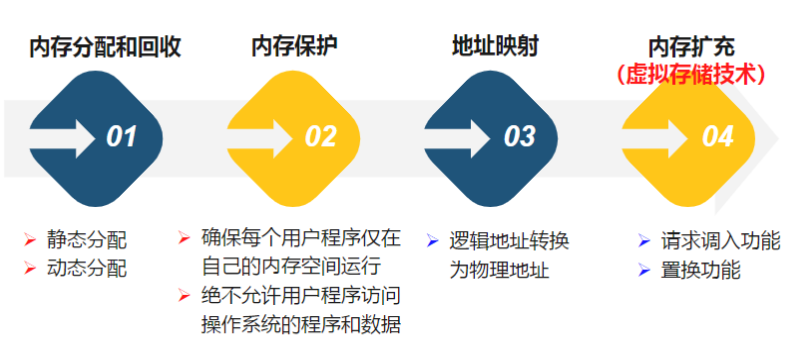 内存分配和回收
内存保护
地址映射
内存扩充
（虚拟存储技术）
01
02
03
04
静态分配
动态分配
确保每个用户程序仅在
自己的内存空间运行
绝不允许用户程序访问
操作系统的程序和数据
逻辑地址转换
为物理地址
请求调入功能
置换功能